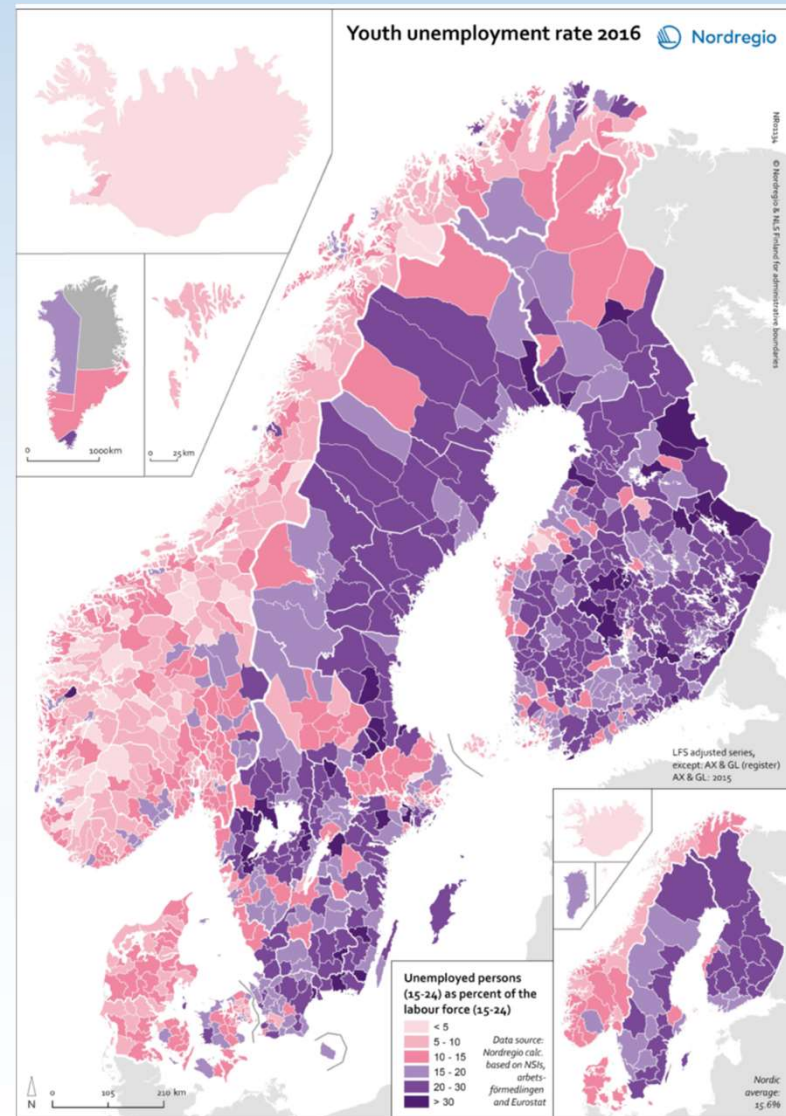 Youth unemployment rate 2016
Nordregio
NR01134
© Nordregio & NLS Finland for administrative boundaries
0 1000km
0 25 km
LFS adjusted series,
except: AX & GL (register)
AX & GL: 2015
Unemployed persons
(15-24) as percent of the
labour force (15-24)
< 5
5 - 10
10 - 15
15 - 20
20 - 30
> 30
Data source:
Nordregio calc.
based on NSIs,
arbets-
förmedlingen
and Eurostat
Nordic
average:
15.6%
N
0 105 210 km